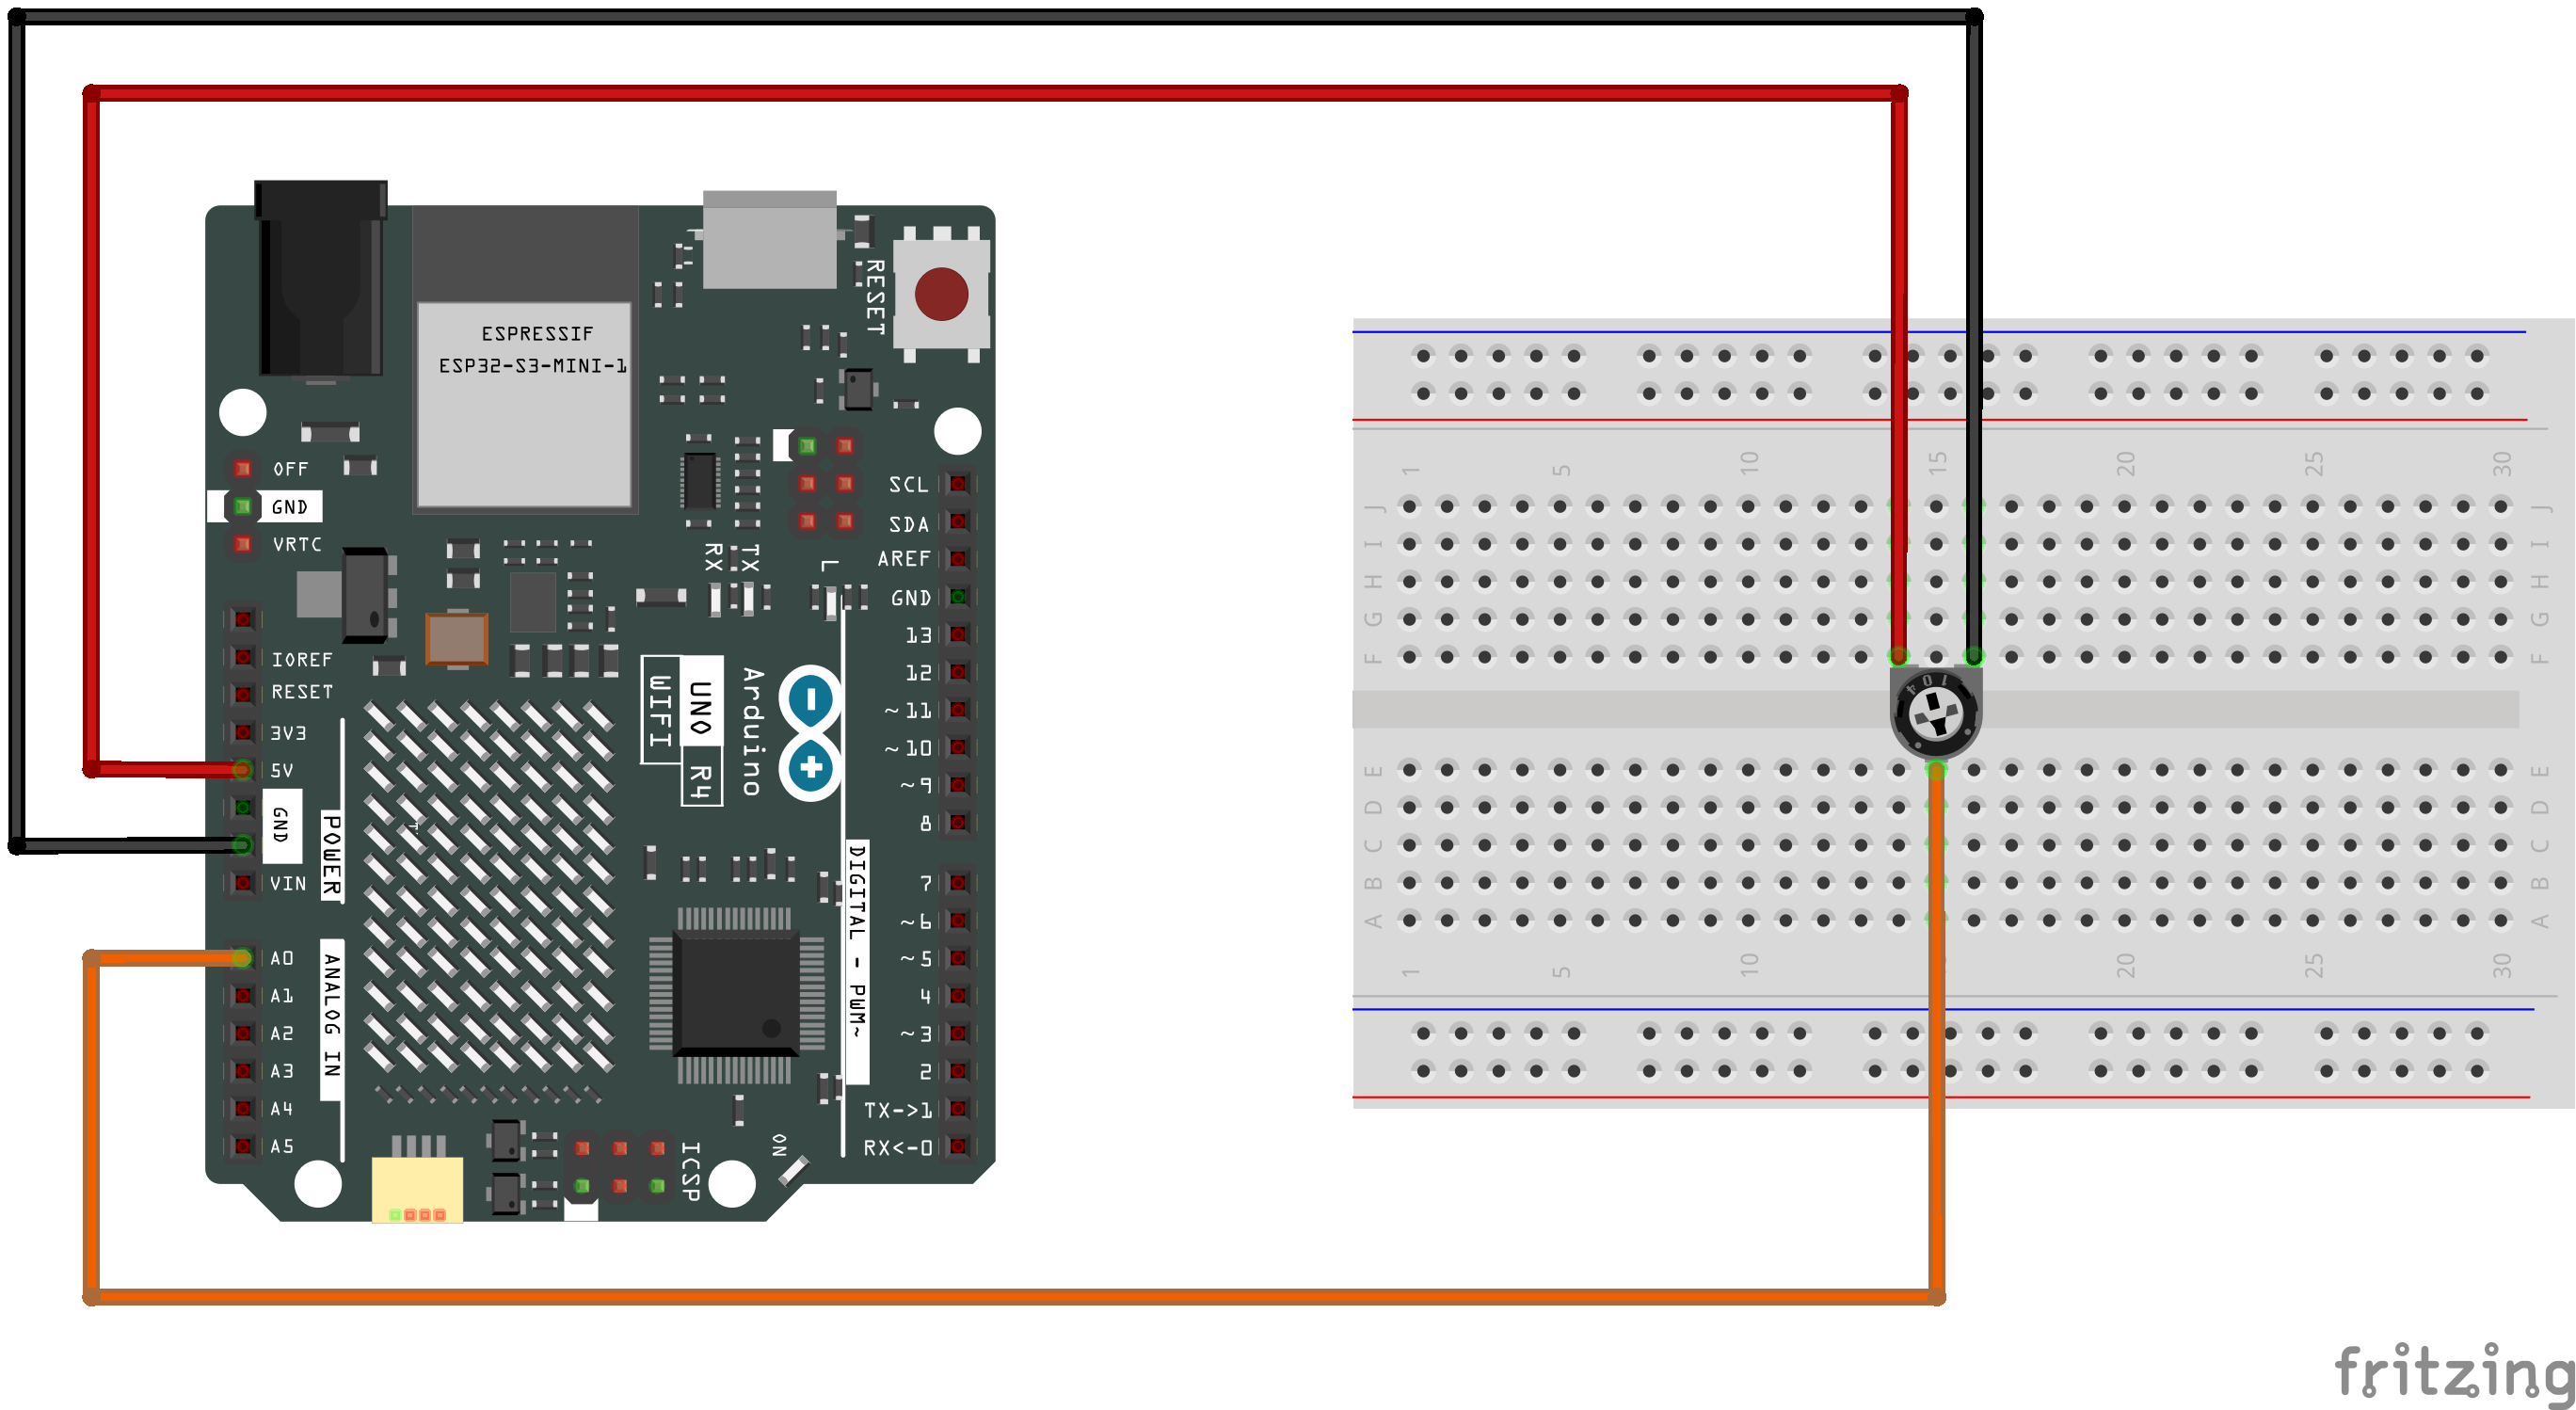 ESPRESSIF
ESP32-S3-MINI-1
RESET
OFF
GND
VRTC
RX
TX
L
SCL
SDA
AREF
GND
13
12
~11
~10
~9
8
7
~6
~5
4
~3
2
TX->1
RX<-0
IOREF
RESET
3V3
5V
GND
VIN
POWER
A0
A1
A2
A3
A4
A5
ANALOG IN
WIFI
UNO R4
Arduino
DIGITAL - PWM~
ICSP
ON
1 5 10 15 20 25 30
J J
I I
H H
G G
F F
104
E E
D D
C C
B B
A A
1 5 10 20 25 30
fritzing